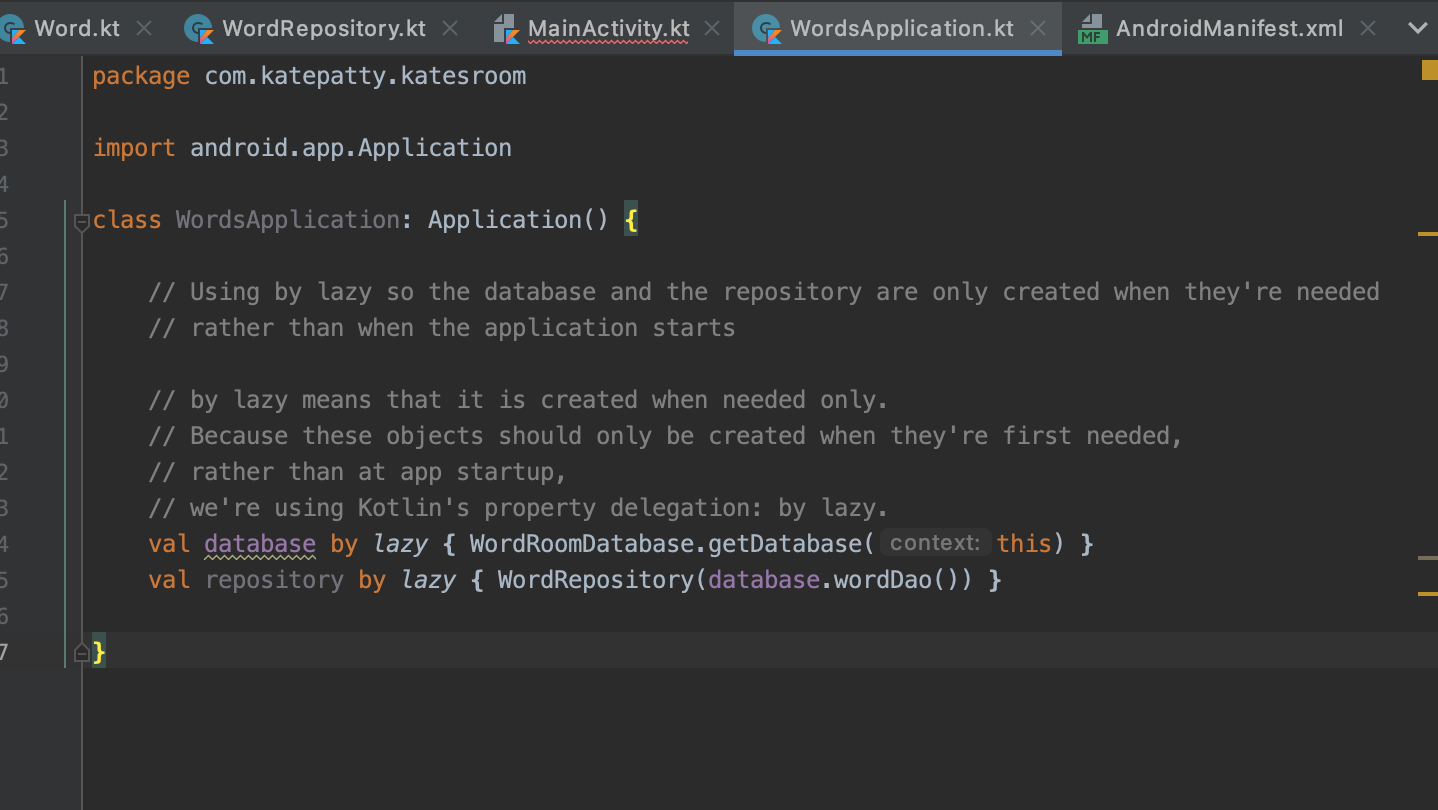 Word.kt WordRepository.kt MainActivity.kt WordsApplication.kt MF AndroidManifest.xml
1 package com.katepatty.katesroom
2
3 import android.app.Application
4
5 class WordsApplication: Application() {
6
7 // Using by lazy so the database and the repository are only created when they're needed
8 // rather than when the application starts
9
0 // by lazy means that it is created when needed only.
1 // Because these objects should only be created when they're first needed,
2 // rather than at app startup,
3 // we're using Kotlin's property delegation: by lazy.
4 val database by lazy { WordRoomDatabase.getDatabase( context: this) }
5 val repository by lazy { WordRepository(database.wordDao()) }
6
7 }